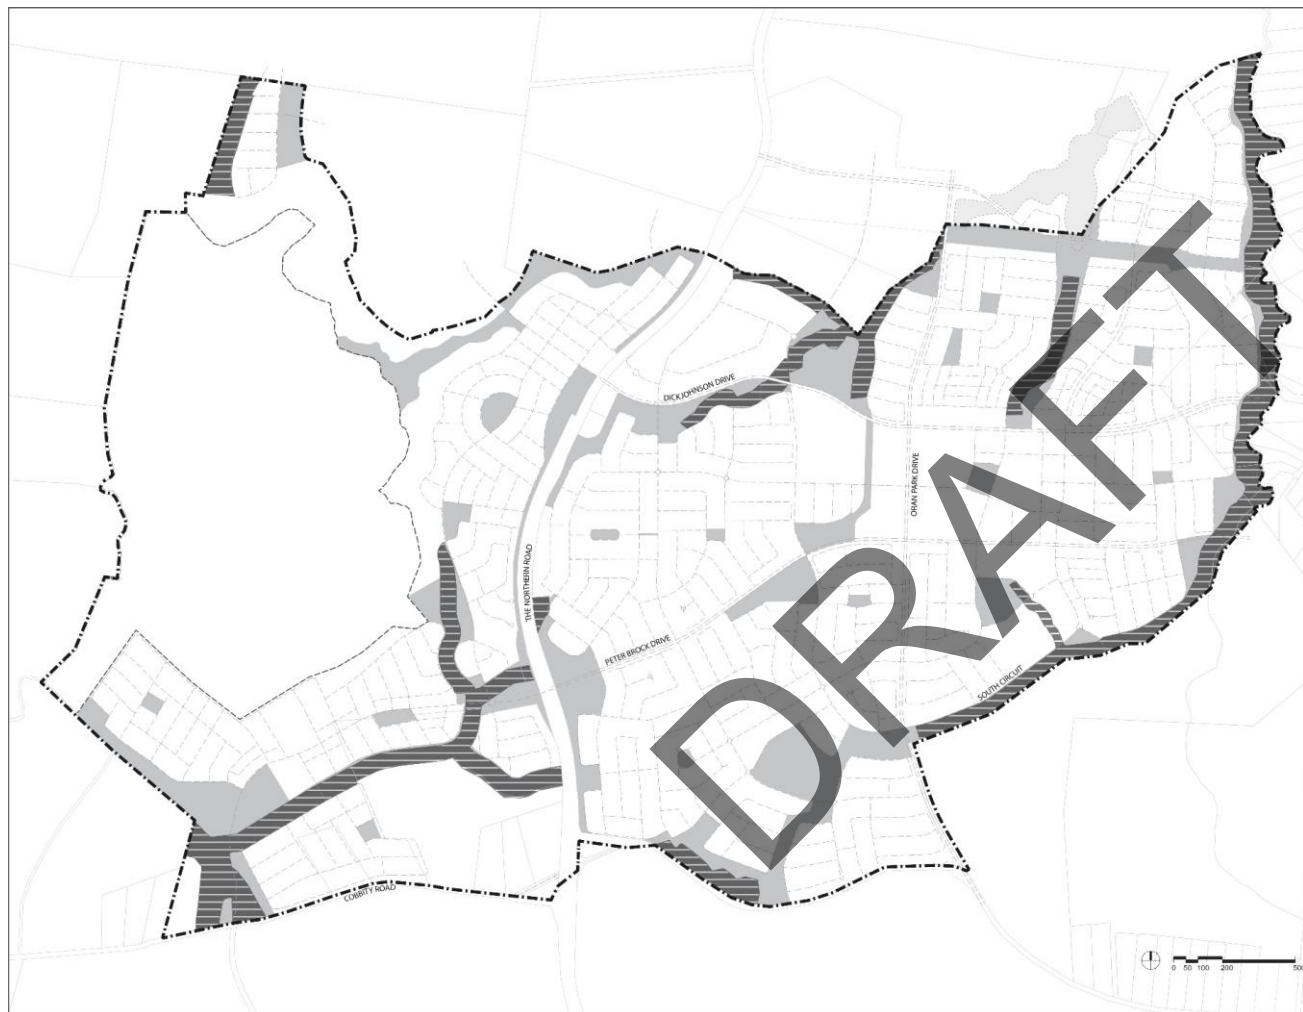 DICK JOHNSON DRIVE
ORAN PARK DRIVE
THE NORTHERN ROAD
PETER BROCK DRIVE
SOUTH CIRCUIT
COBBITY ROAD
DRAFT
0 50 100 200 500